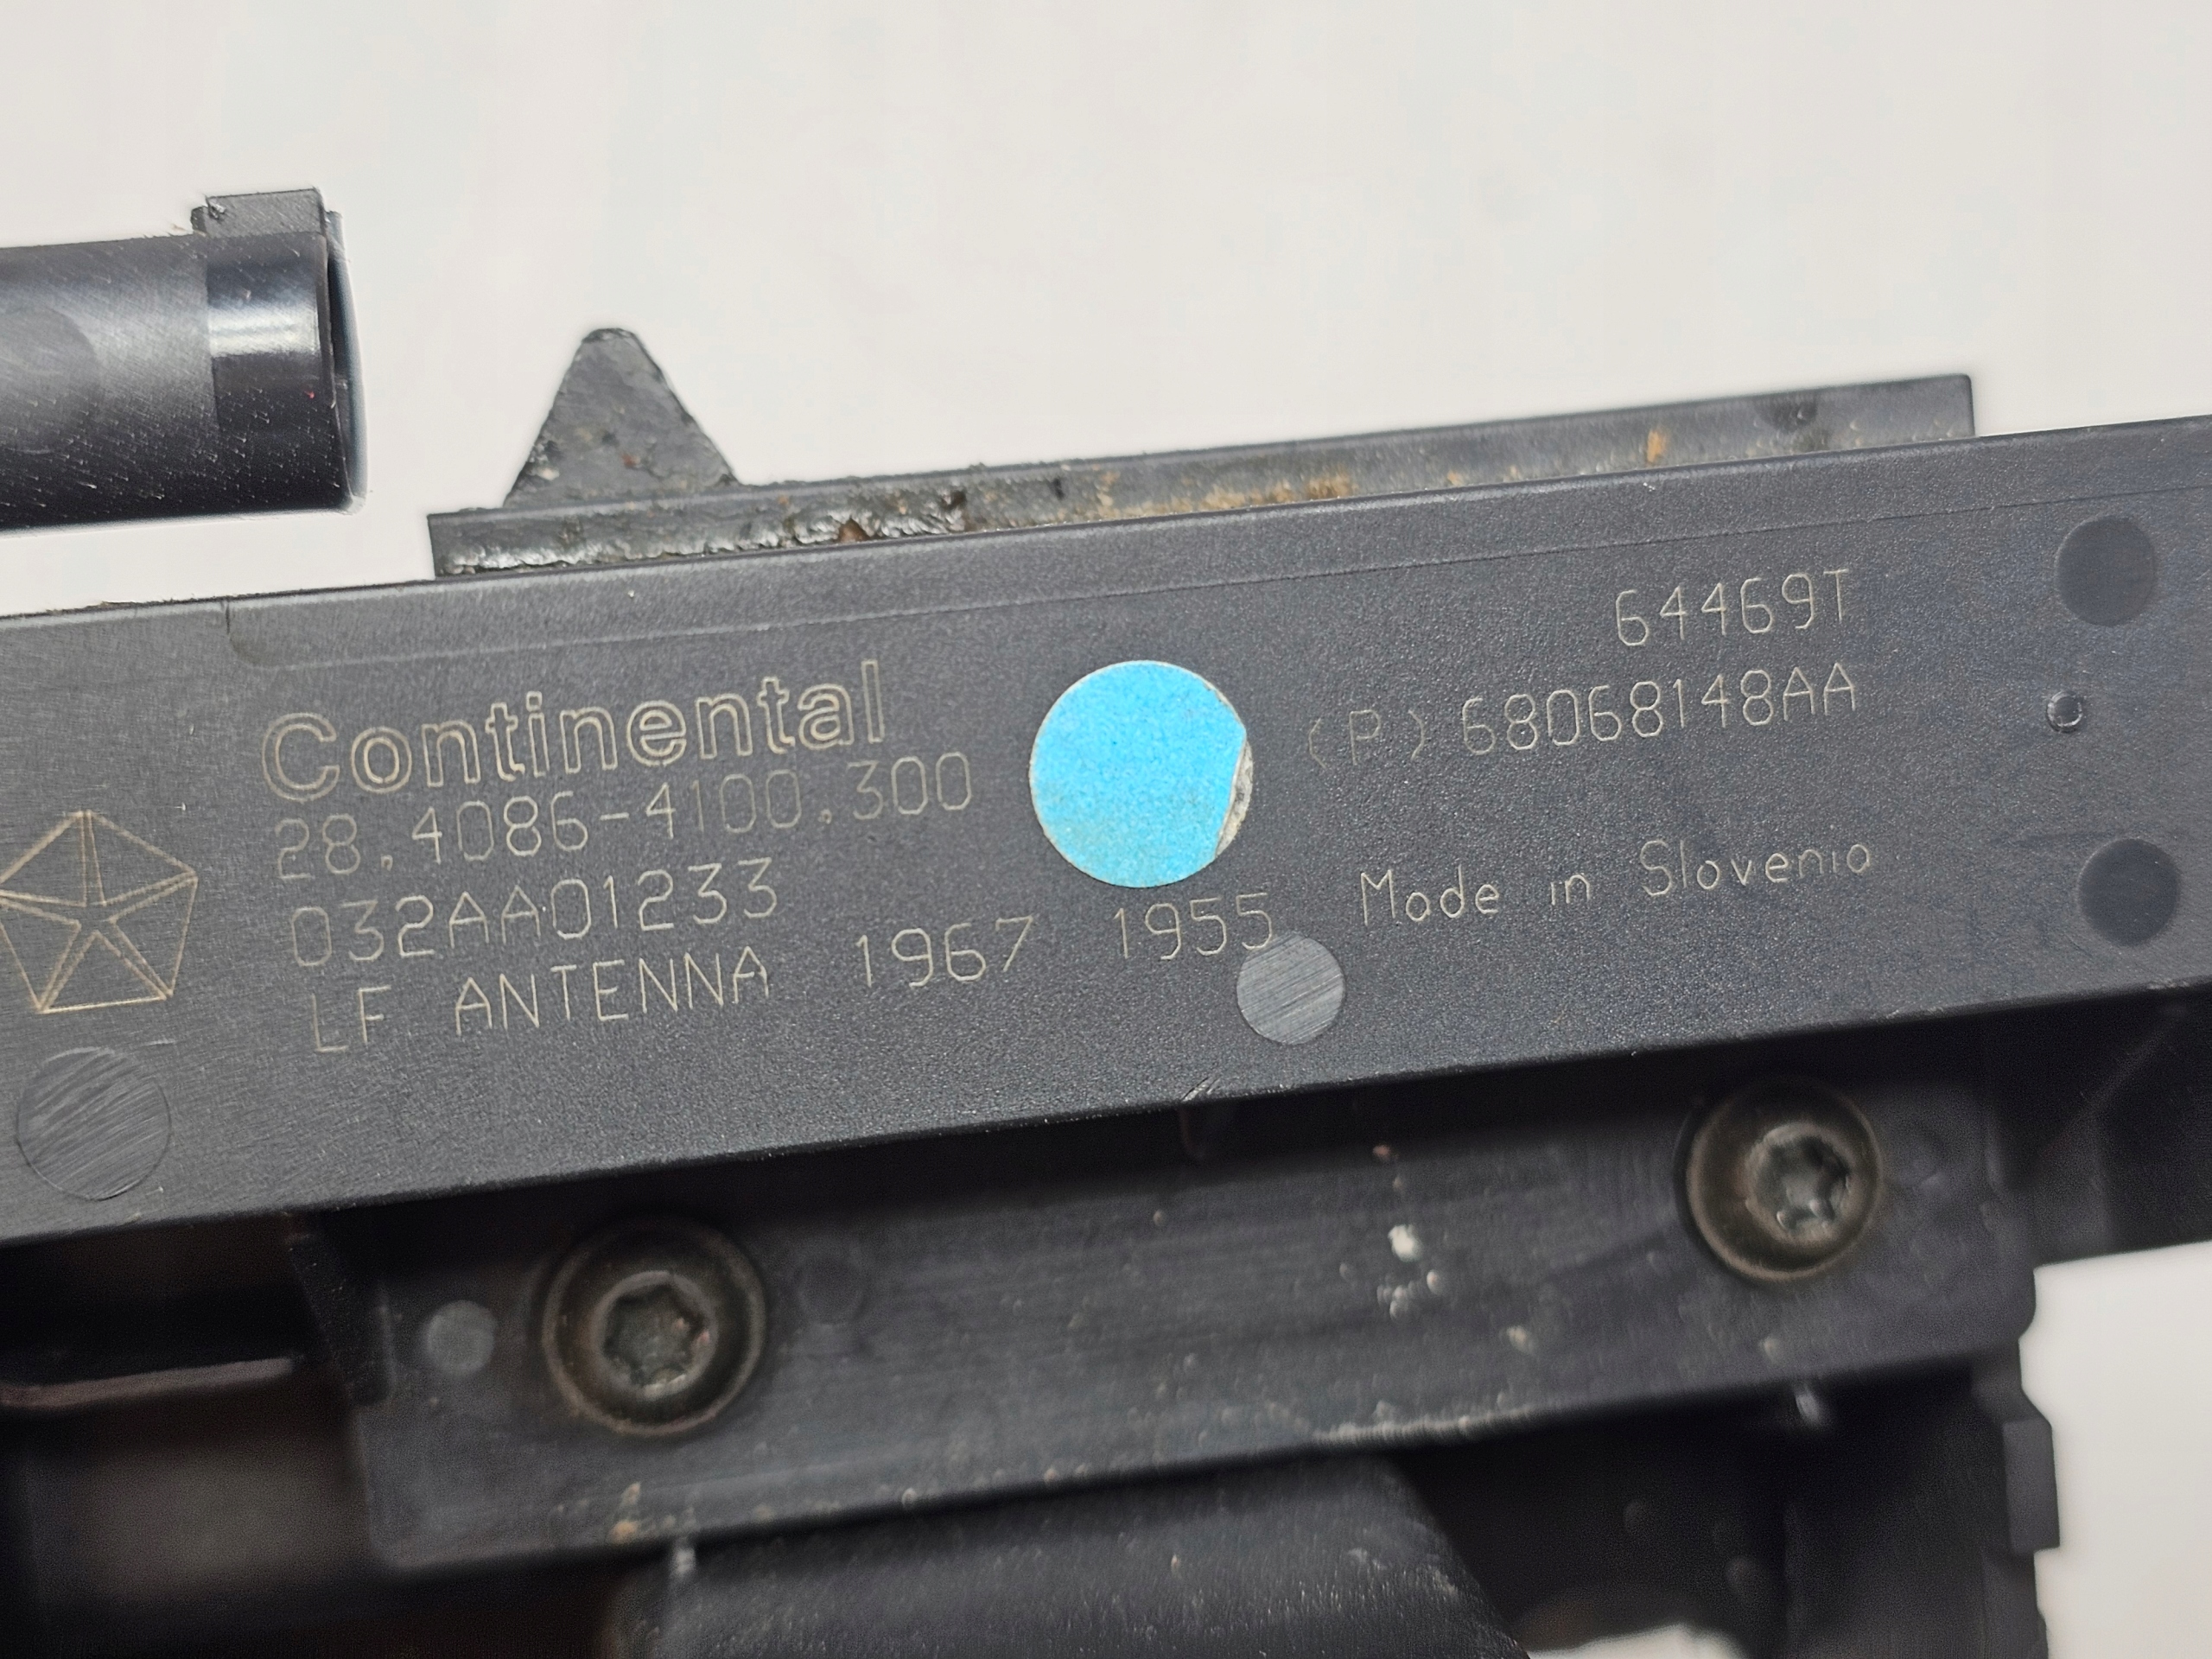 Continental
28.4086-4100.300
032AA01233
LF ANTENNA 1967 1955
64469T
(P) 68068148AA
Made in Slovenia